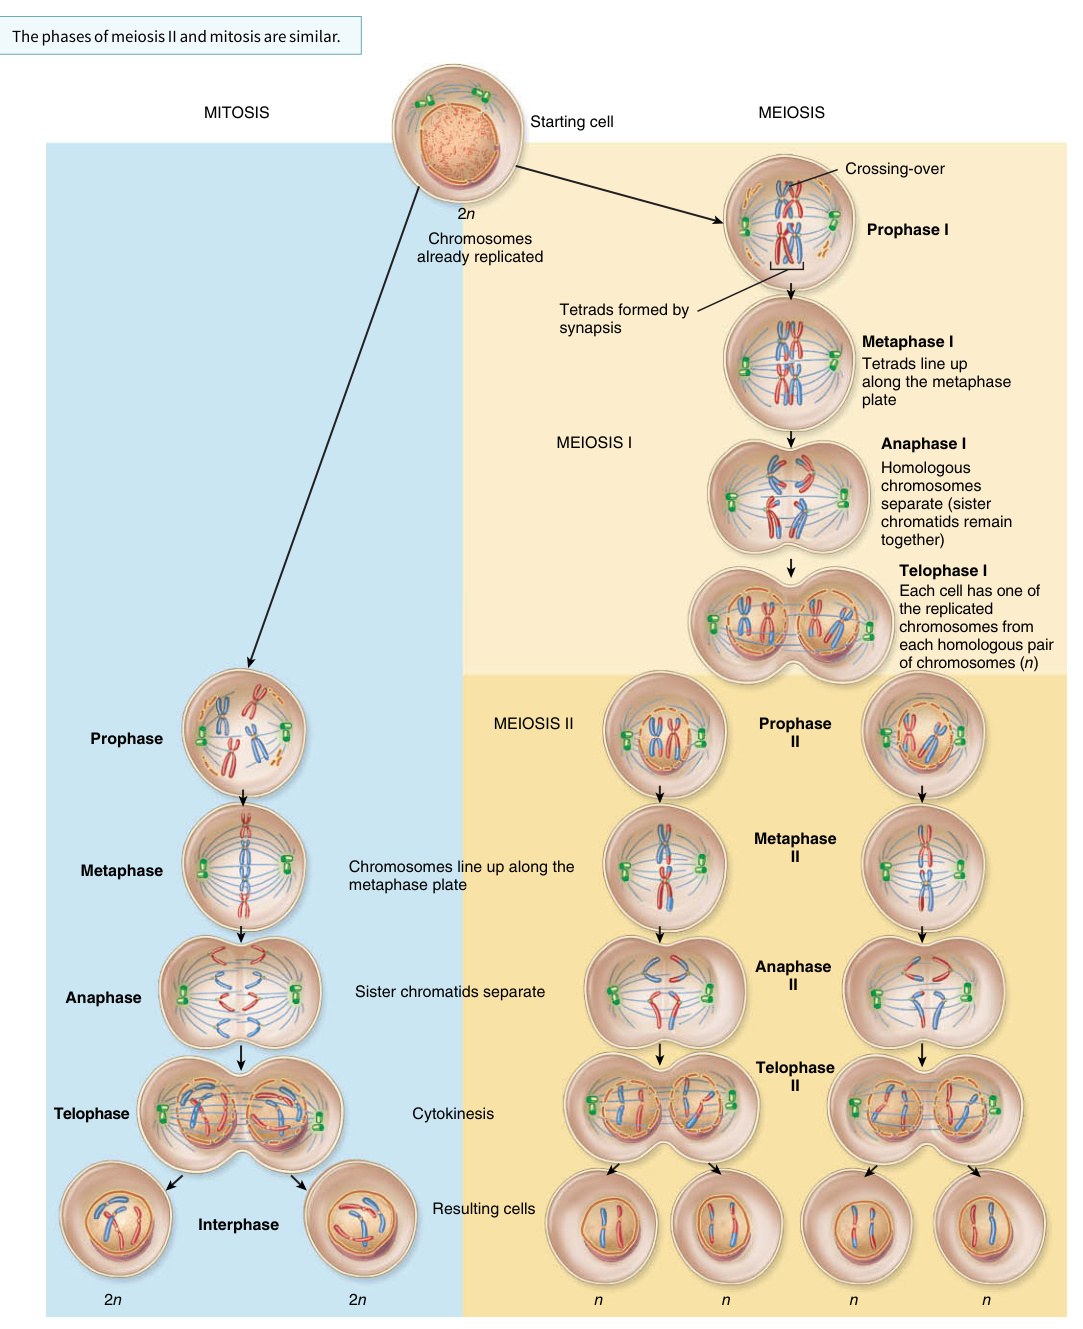 The phases of meiosis II and mitosis are similar.
MITOSIS
MEIOSIS
Starting cell
2n
Chromosomes
already replicated
Crossing-over
Prophase I
Tetrads formed by
synapsis
Metaphase I
Tetrads line up
along the metaphase
plate
MEIOSIS I
Anaphase I
Homologous
chromosomes
separate (sister
chromatids remain
together)
Telophase I
Each cell has one of
the replicated
chromosomes from
each homologous pair
of chromosomes (n)
Prophase
MEIOSIS II
Prophase
II
Metaphase
Chromosomes line up along the
metaphase plate
Metaphase
II
Anaphase
Sister chromatids separate
Anaphase
II
Telophase
Cytokinesis
Telophase
II
Interphase
Resulting cells
2n
2n
n
n
n
n